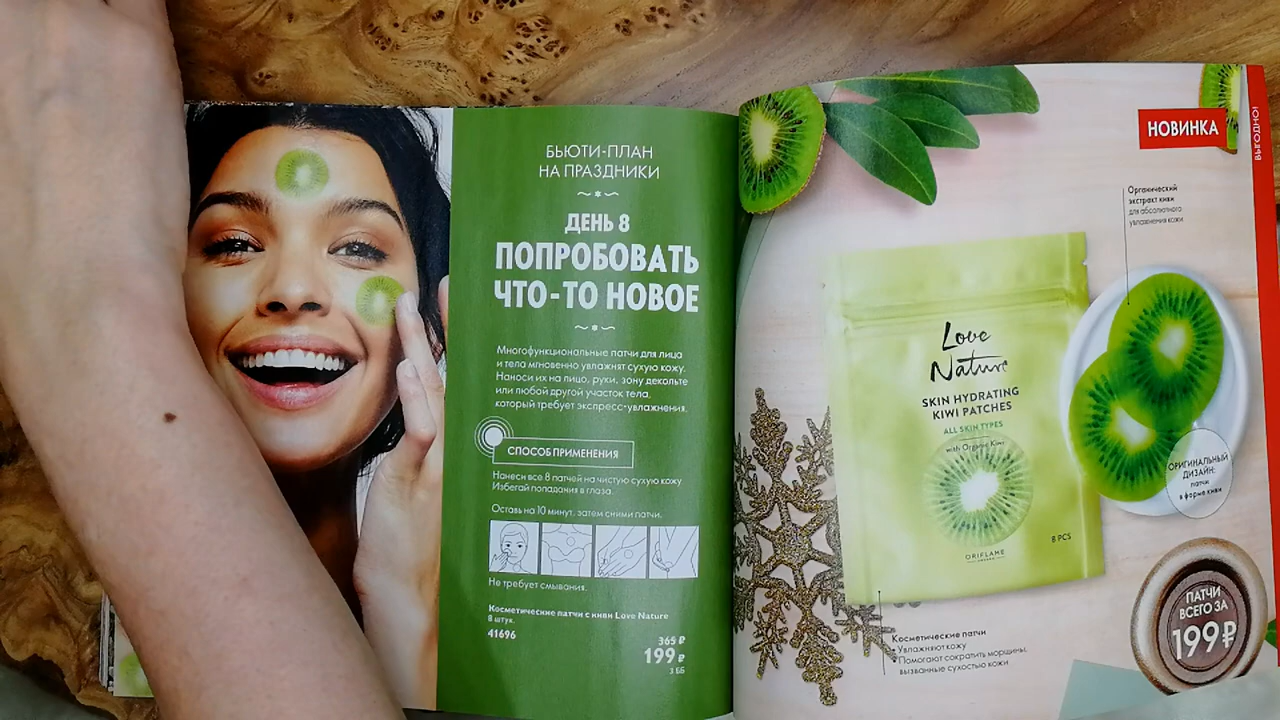 БЬЮТИ-ПЛАН
НА ПРАЗДНИКИ
ДЕНЬ 8
ПОПРОБОВАТЬ
ЧТО-ТО НОВОЕ
Многофункциональные патчи для лица
и тела мгновенно увлажнят сухую кожу.
Наноси их на лицо, руки, зону декольте
или любой другой участок тела,
который требует экспресс-увлажнения.
СПОСОБ ПРИМЕНЕНИЯ
Нанеси все 8 патчей на чистую сухую кожу.
Избегай попадания в глаза.
Оставь на 10 минут, затем сними патчи.
Не требует смывания.
Косметические патчи с киви Love Nature
8 штук.
41696
365 ₽
199 ₽
3 ББ
НОВИНКА
ВЫГОДНО!
Органический
экстракт киви
для абсолютного
увлажнения кожи
Love
Nature
SKIN HYDRATING
KIWI PATCHES
ALL SKIN TYPES
with Organic Kiwi
8 PCS
ORIFLAME
SWEDEN
ОРИГИНАЛЬНЫЙ
ДИЗАЙН:
патчи
в форме киви
ПАТЧИ
ВСЕГО ЗА
199 ₽
Косметические патчи
• Увлажняют кожу
• Помогают сократить морщины,
вызванные сухостью кожи